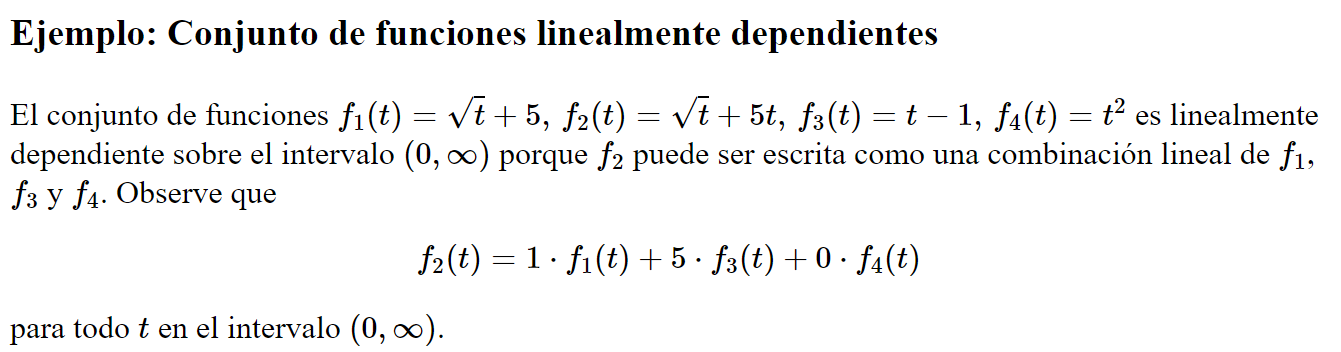 Ejemplo: Conjunto de funciones linealmente dependientes
El conjunto de funciones f₁(t) = √t + 5, f₂(t) = √t + 5t, f₃(t) = t − 1, f₄(t) = t² es linealmente
dependiente sobre el intervalo (0, ∞) porque f₂ puede ser escrita como una combinación lineal de f₁,
f₃ y f₄. Observe que
f₂(t) = 1 · f₁(t) + 5 · f₃(t) + 0 · f₄(t)
para todo t en el intervalo (0, ∞).